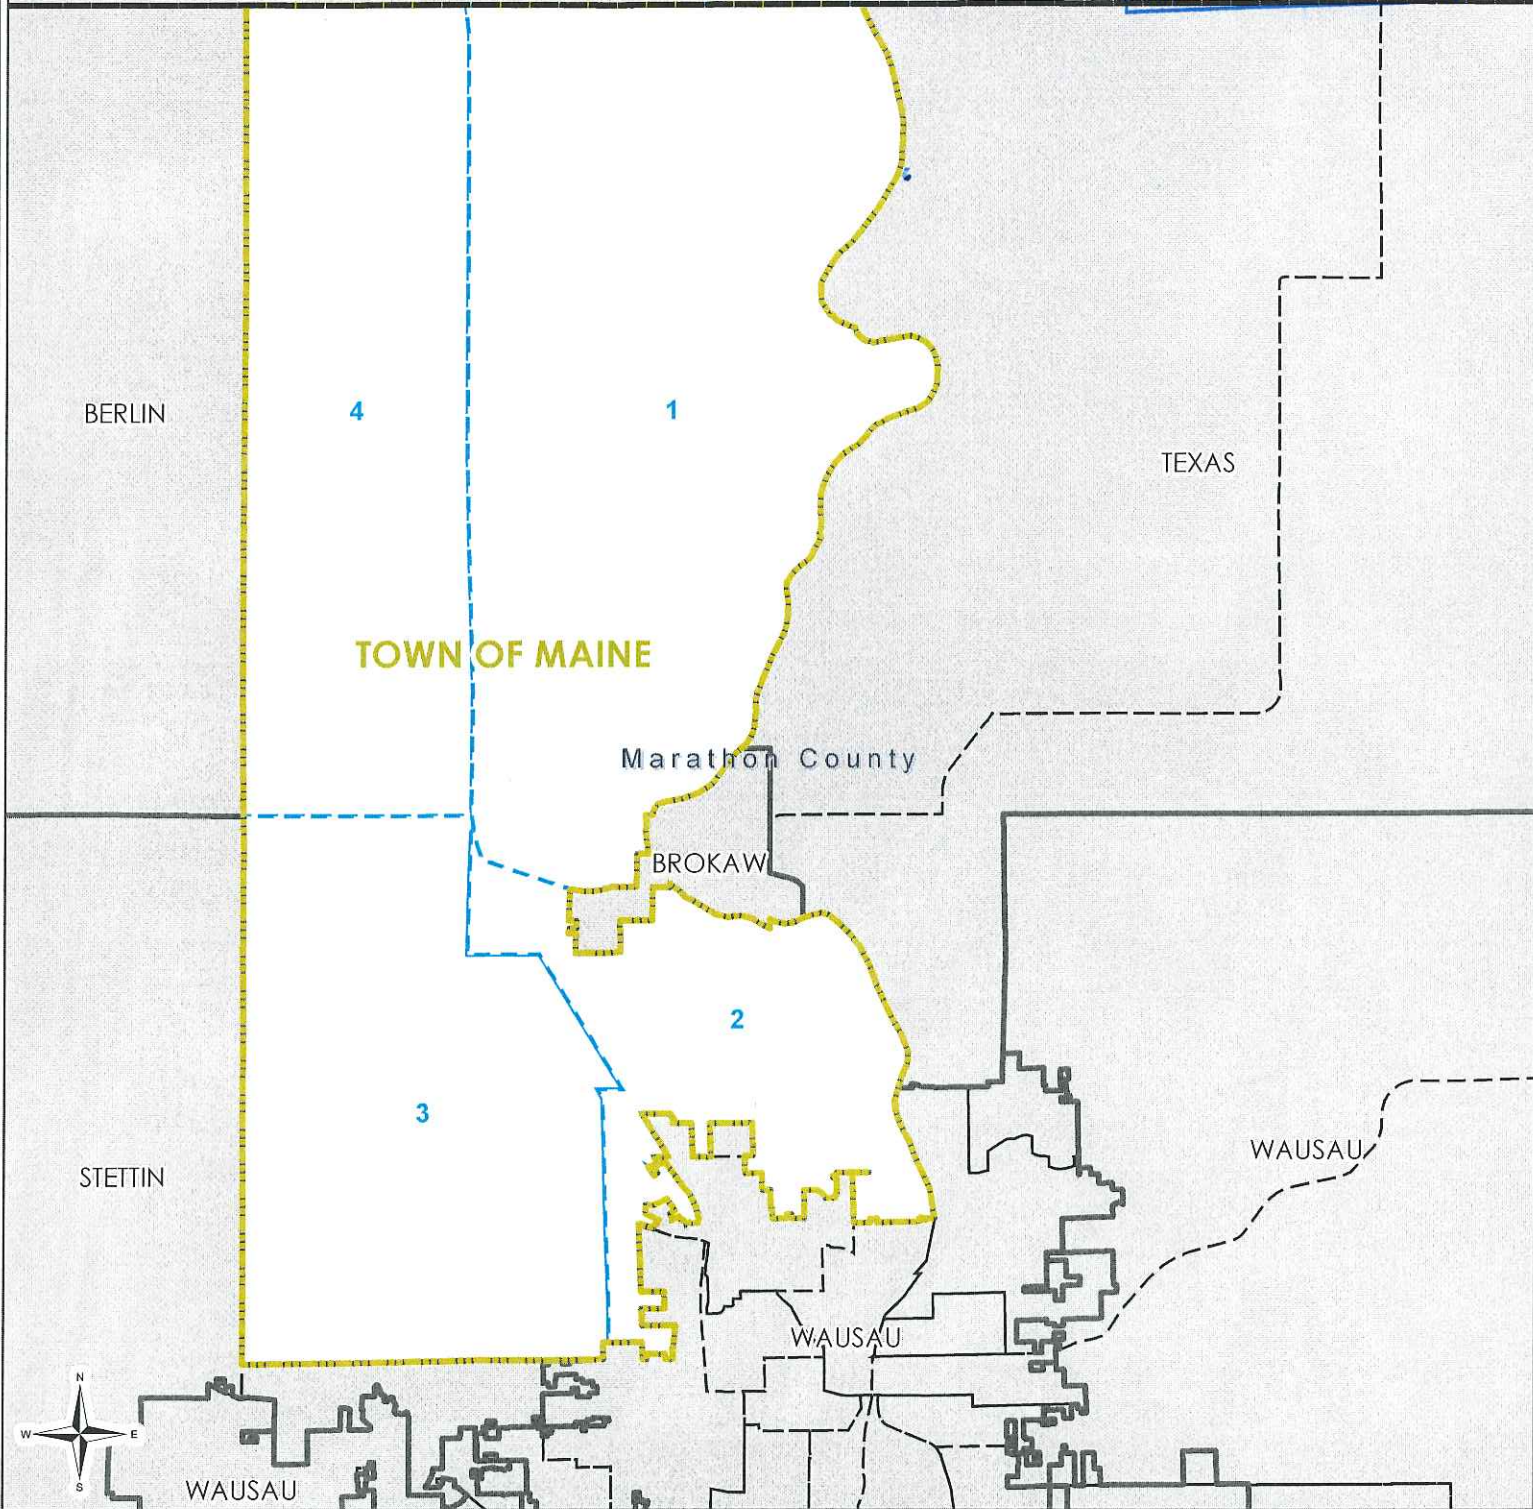 BERLIN
4
1
TEXAS
TOWN OF MAINE
Marathon County
BROKAW
2
3
STETTIN
WAUSAU
WAUSAU
N
W E
S
WAUSAU